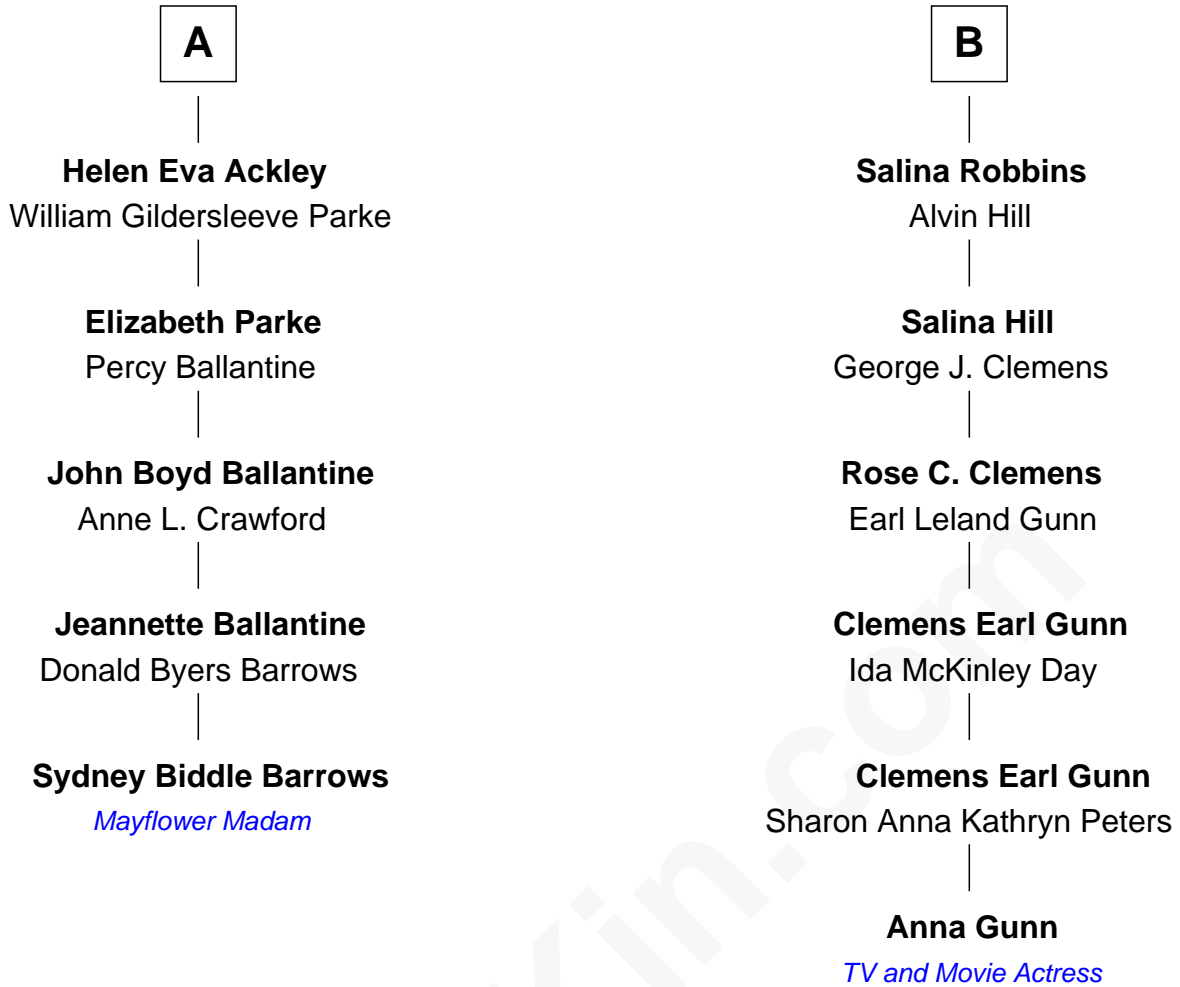 A
Helen Eva Ackley
William Gildersleeve Parke
Elizabeth Parke
Percy Ballantine
John Boyd Ballantine
Anne L. Crawford
Jeannette Ballantine
Donald Byers Barrows
Sydney Biddle Barrows
Mayflower Madam
B
Salina Robbins
Alvin Hill
Salina Hill
George J. Clemens
Rose C. Clemens
Earl Leland Gunn
Clemens Earl Gunn
Ida McKinley Day
Clemens Earl Gunn
Sharon Anna Kathryn Peters
Anna Gunn
TV and Movie Actress
Kin.com